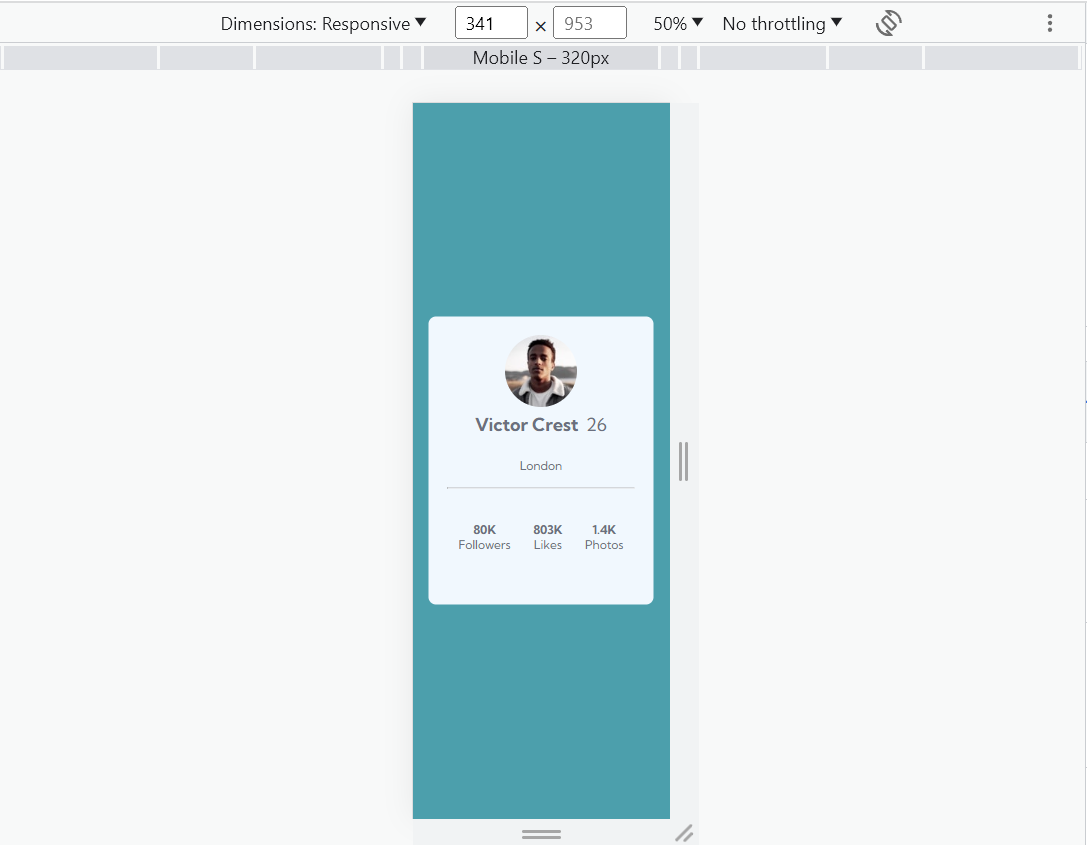 Dimensions: Responsive ▼ 341 × 953 50% ▼ No throttling ▼
Mobile S – 320px
Victor Crest 26
London
80K 803K 1.4K
Followers Likes Photos